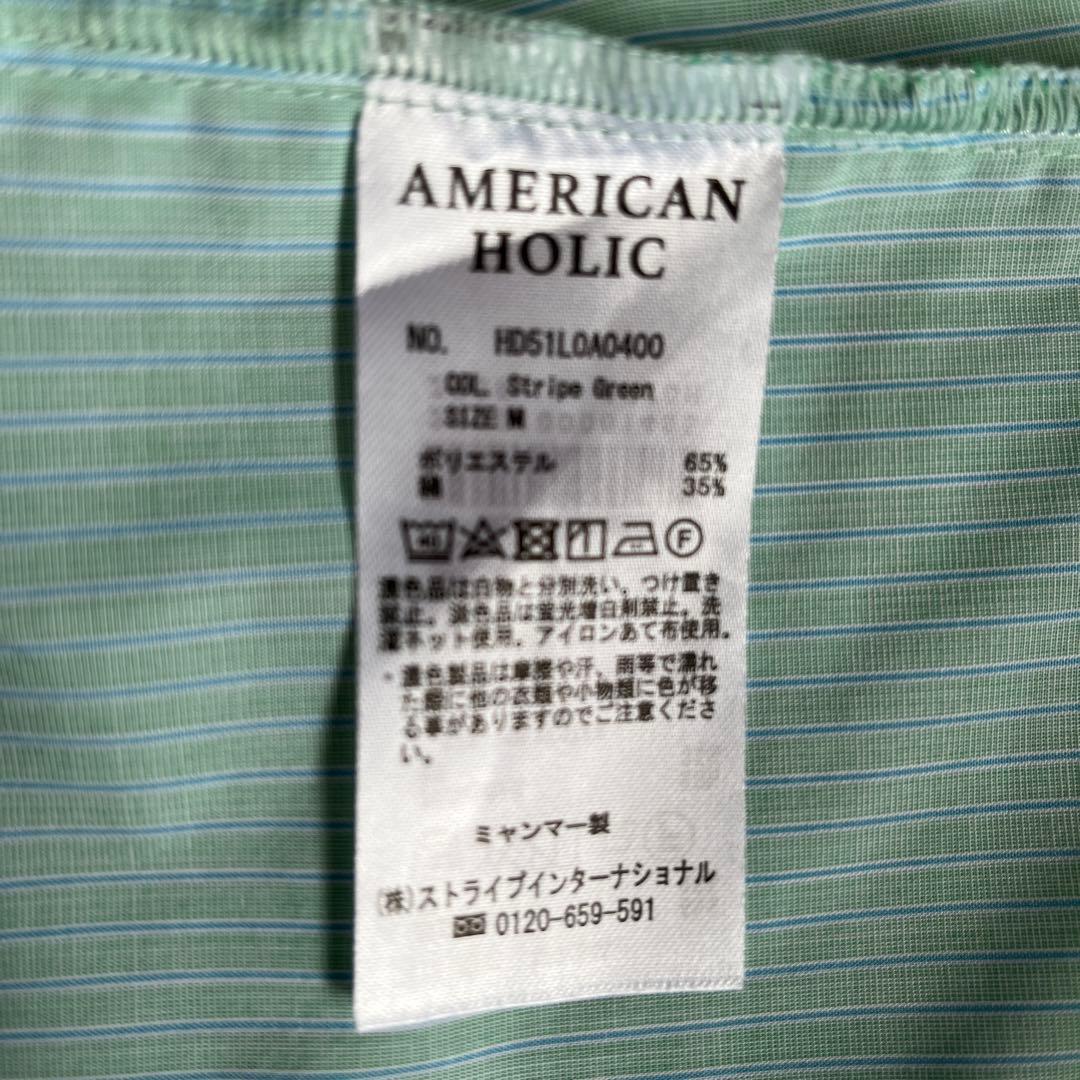 AMERICAN
HOLIC
NO. HD51L0A0400
COL. Stripe Green
SIZE M
ポリエステル 65%
綿 35%
40 F
濃色品は白物と分別洗い。つけ置き
禁止。淡色品は蛍光増白剤禁止。洗
濯ネット使用。アイロンあて布使用。
・濃色製品は摩擦や汗、雨等で濡れ
た際に他の衣類や小物類に色が移
る事がありますのでご注意くださ
い。
ミャンマー製
(株)ストライプインターナショナル
0120-659-591